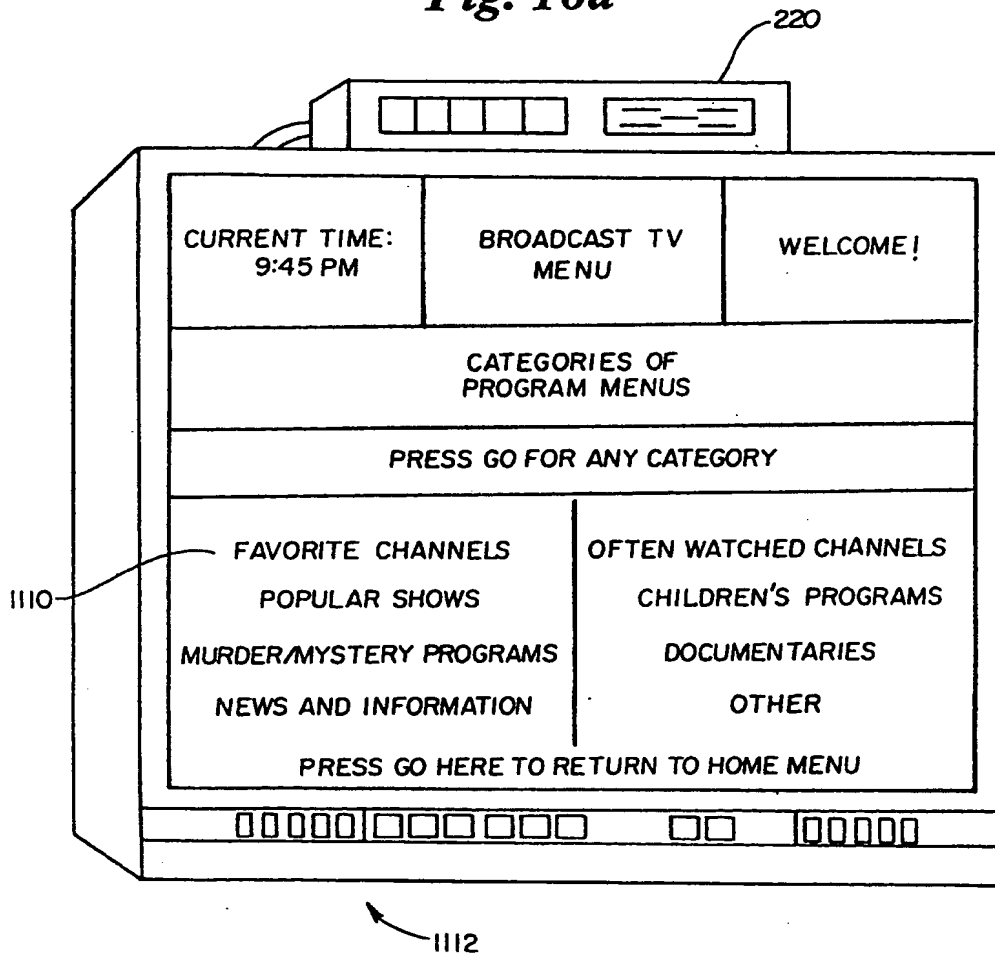 220
CURRENT TIME:
9:45 PM
BROADCAST TV
MENU
WELCOME!
CATEGORIES OF
PROGRAM MENUS
PRESS GO FOR ANY CATEGORY
FAVORITE CHANNELS
OFTEN WATCHED CHANNELS
1110
POPULAR SHOWS
CHILDREN'S PROGRAMS
MURDER/MYSTERY PROGRAMS
DOCUMENTARIES
NEWS AND INFORMATION
OTHER
PRESS GO HERE TO RETURN TO HOME MENU
1112